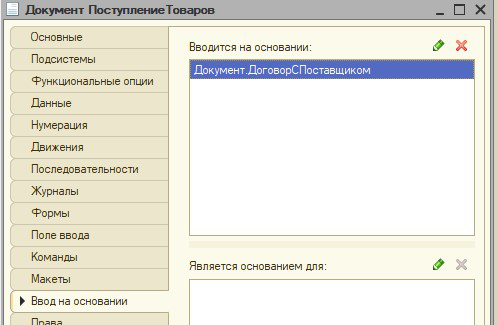 Документ ПоступлениеТоваров
Основные
Подсистемы
Функциональные опции
Данные
Нумерация
Движения
Последовательности
Журналы
Формы
Поле ввода
Команды
Макеты
Ввод на основании
Права
Вводится на основании:
Документ.ДоговорСПоставщиком
Является основанием для: